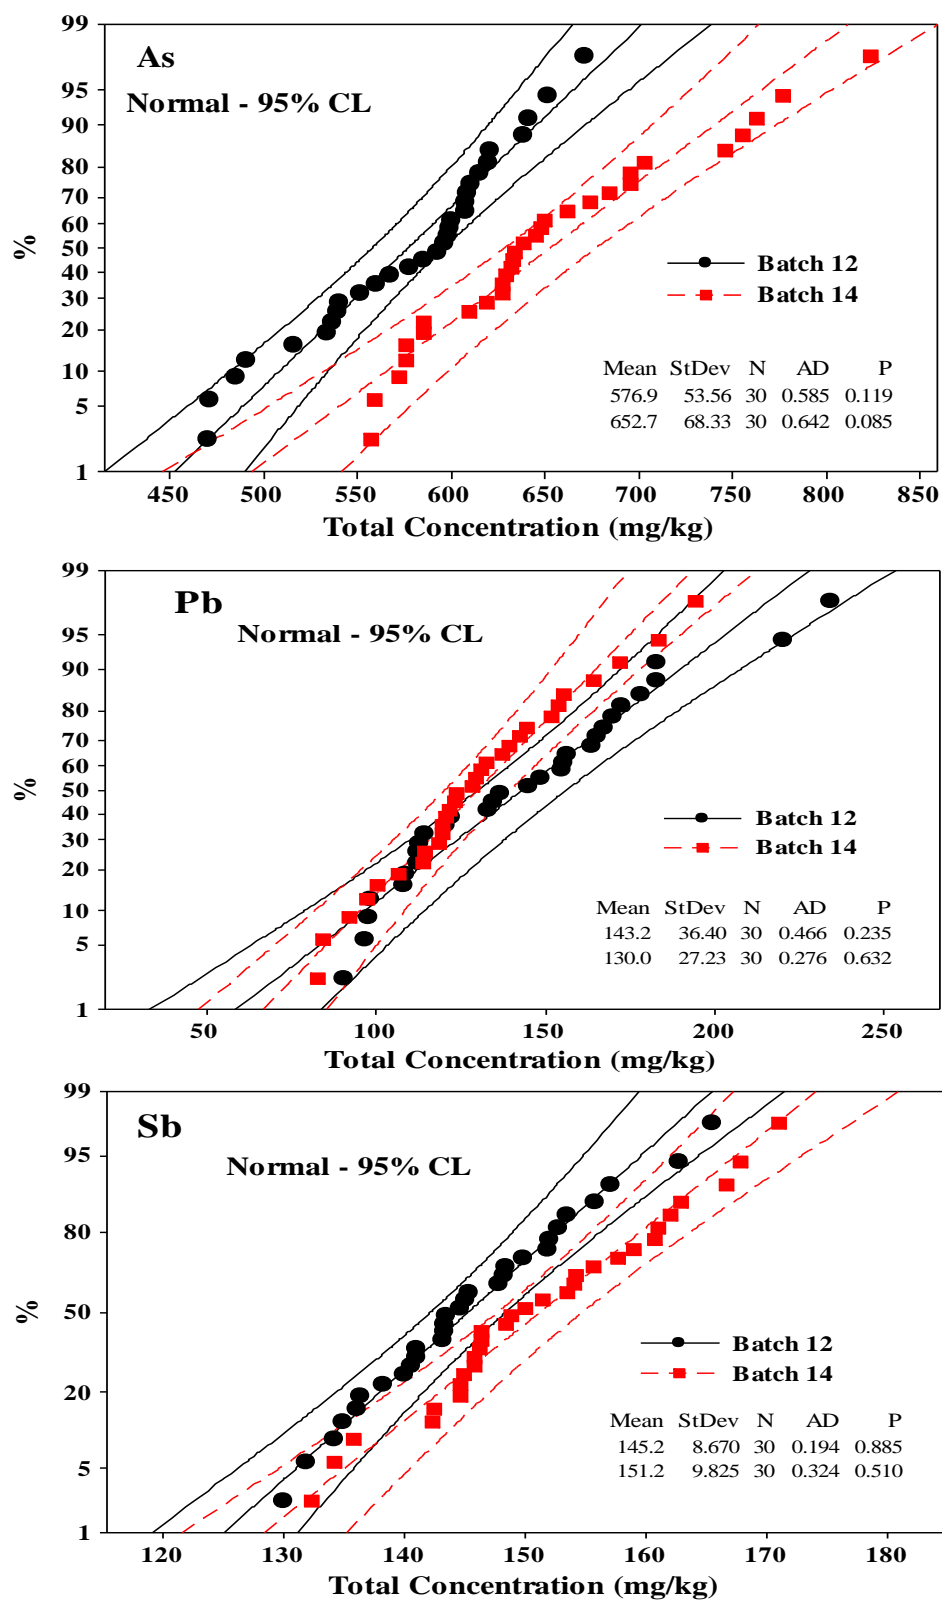 99
As
Normal - 95% CL
95
90
80
70
60
50
40
30
20
10
5
1
%
Batch 12
Batch 14
Mean StDev N AD P
576.9 53.56 30 0.585 0.119
652.7 68.33 30 0.642 0.085
450 500 550 600 650 700 750 800 850
Total Concentration (mg/kg)
99
Pb
Normal - 95% CL
95
90
80
70
60
50
40
30
20
10
5
1
%
Batch 12
Batch 14
Mean StDev N AD P
143.2 36.40 30 0.466 0.235
130.0 27.23 30 0.276 0.632
50 100 150 200 250
Total Concentration (mg/kg)
99
Sb
Normal - 95% CL
95
80
50
20
5
1
%
Batch 12
Batch 14
Mean StDev N AD P
145.2 8.670 30 0.194 0.885
151.2 9.825 30 0.324 0.510
120 130 140 150 160 170 180
Total Concentration (mg/kg)